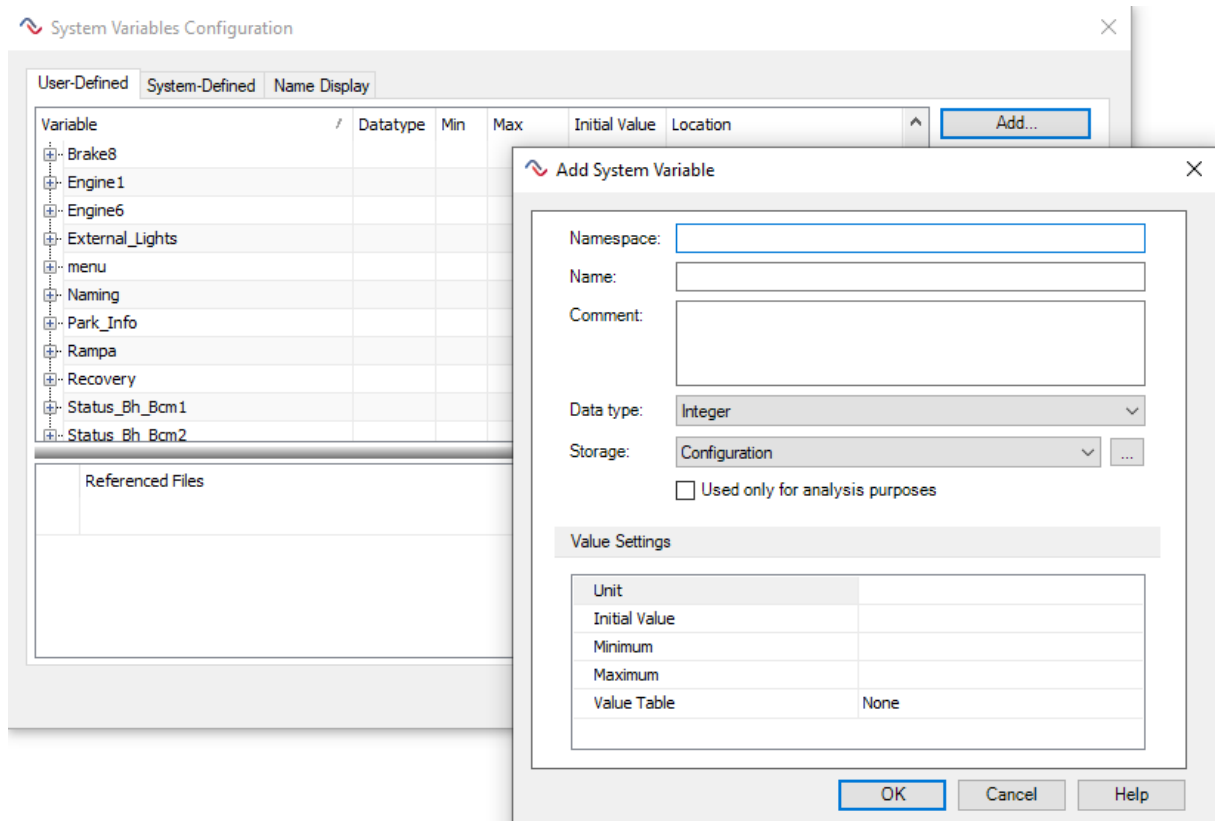 System Variables Configuration
User-Defined System-Defined Name Display
Variable / Datatype Min Max Initial Value Location
Add...
Brake8
Engine1
Engine6
External_Lights
menu
Naming
Park_Info
Rampa
Recovery
Status_Bh_Bcm1
Status_Bh_Bcm2
Referenced Files
Add System Variable
Namespace:
Name:
Comment:
Data type: Integer
Storage: Configuration ...
Used only for analysis purposes
Value Settings
Unit
Initial Value
Minimum
Maximum
Value Table None
OK Cancel Help